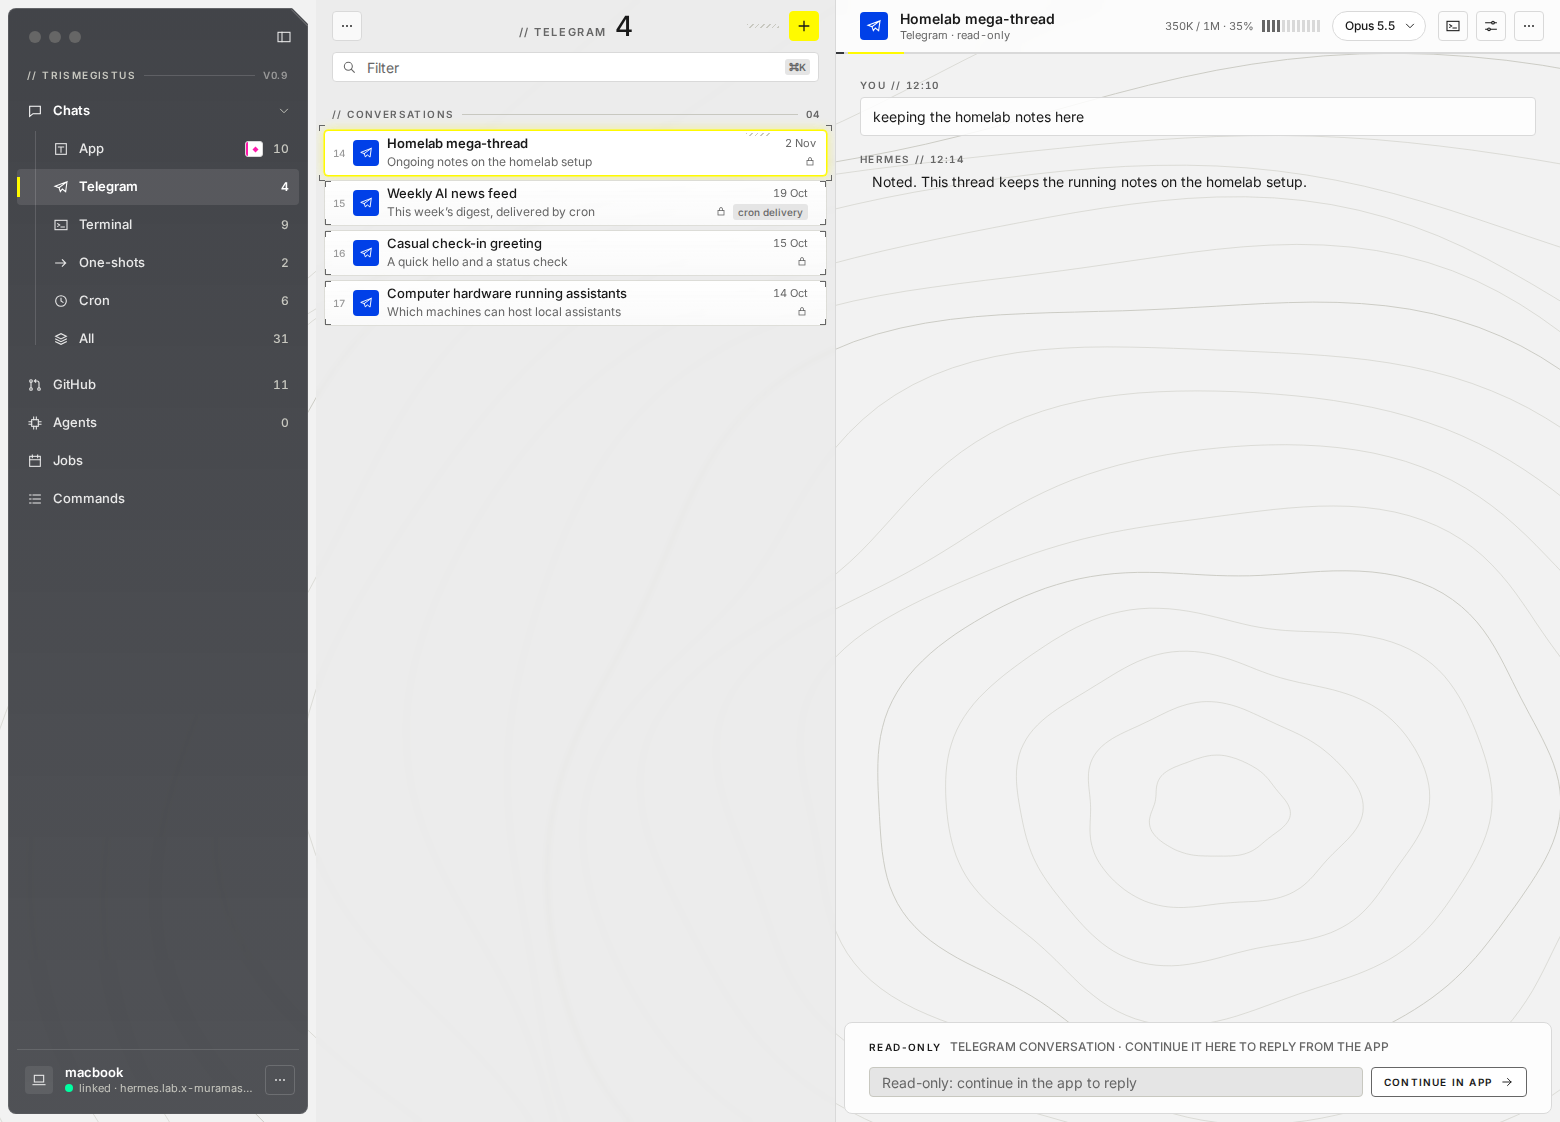 // TRISMEGISTUS V0.9
Chats
App 10
Telegram 4
Terminal 9
One-shots 2
Cron 6
All 31
GitHub 11
Agents 0
Jobs
Commands
macbook
linked · hermes.lab.x-muramas...
// TELEGRAM 4
Filter ⌘K
// CONVERSATIONS 04
14 Homelab mega-thread 2 Nov
Ongoing notes on the homelab setup
15 Weekly AI news feed 19 Oct
This week's digest, delivered by cron cron delivery
16 Casual check-in greeting 15 Oct
A quick hello and a status check
17 Computer hardware running assistants 14 Oct
Which machines can host local assistants
Homelab mega-thread
Telegram · read-only
350K / 1M · 35%
Opus 5.5
YOU // 12:10
keeping the homelab notes here
HERMES // 12:14
Noted. This thread keeps the running notes on the homelab setup.
READ-ONLY TELEGRAM CONVERSATION · CONTINUE IT HERE TO REPLY FROM THE APP
Read-only: continue in the app to reply
CONTINUE IN APP →